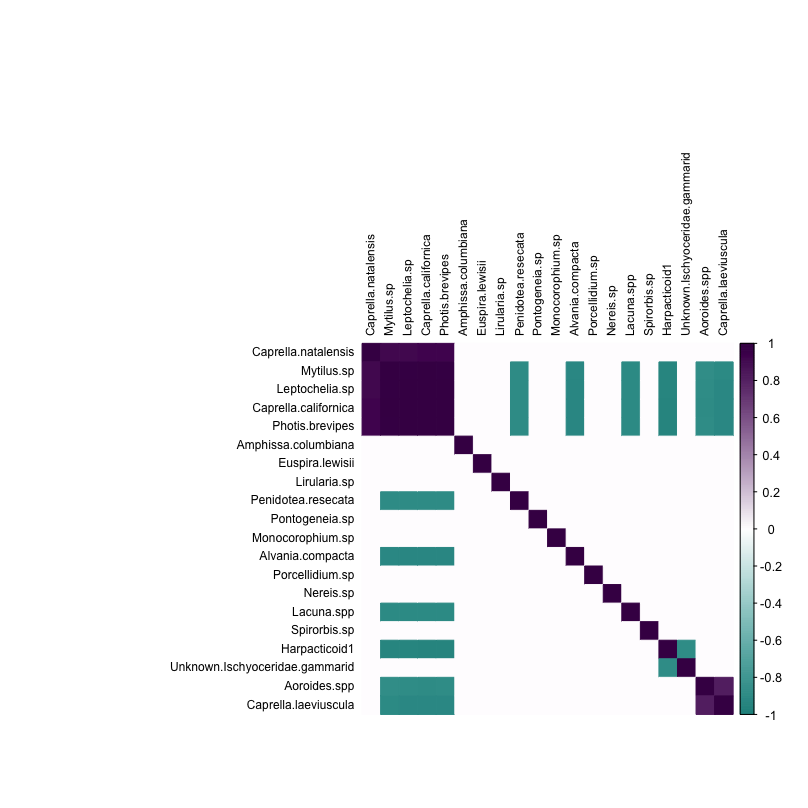 Caprella.natalensis
Mytilus.sp
Leptochelia.sp
Caprella.californica
Photis.brevipes
Amphissa.columbiana
Euspira.lewisii
Lirularia.sp
Penidotea.resecata
Pontogeneia.sp
Monocorophium.sp
Alvania.compacta
Porcellidium.sp
Nereis.sp
Lacuna.spp
Spirorbis.sp
Harpacticoid1
Unknown.Ischyoceridae.gammarid
Aoroides.spp
Caprella.laeviuscula
Caprella.natalensis
Mytilus.sp
Leptochelia.sp
Caprella.californica
Photis.brevipes
Amphissa.columbiana
Euspira.lewisii
Lirularia.sp
Penidotea.resecata
Pontogeneia.sp
Monocorophium.sp
Alvania.compacta
Porcellidium.sp
Nereis.sp
Lacuna.spp
Spirorbis.sp
Harpacticoid1
Unknown.Ischyoceridae.gammarid
Aoroides.spp
Caprella.laeviuscula
1
0.8
0.6
0.4
0.2
0
-0.2
-0.4
-0.6
-0.8
-1